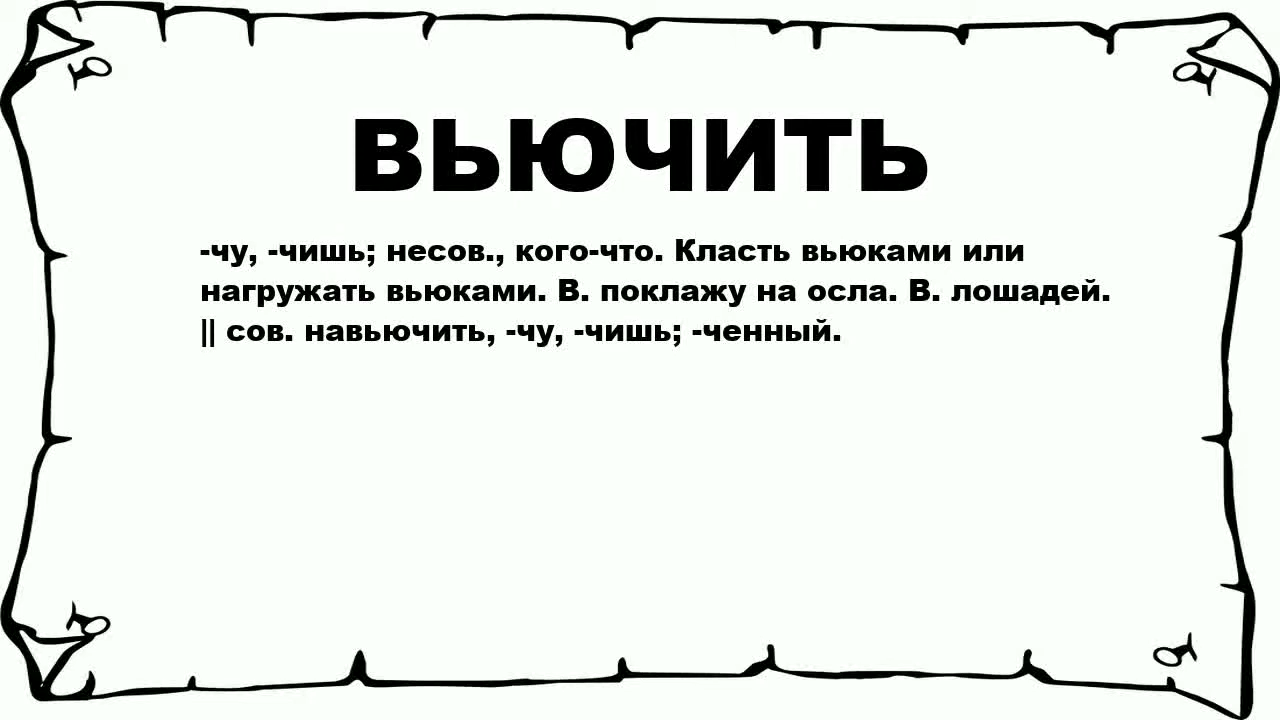 ВЬЮЧИТЬ
-чу, -чишь; несов., кого-что. Класть вьюками или
нагружать вьюками. В. поклажу на осла. В. лошадей.
|| сов. навьючить, -чу, -чишь; -ченный.